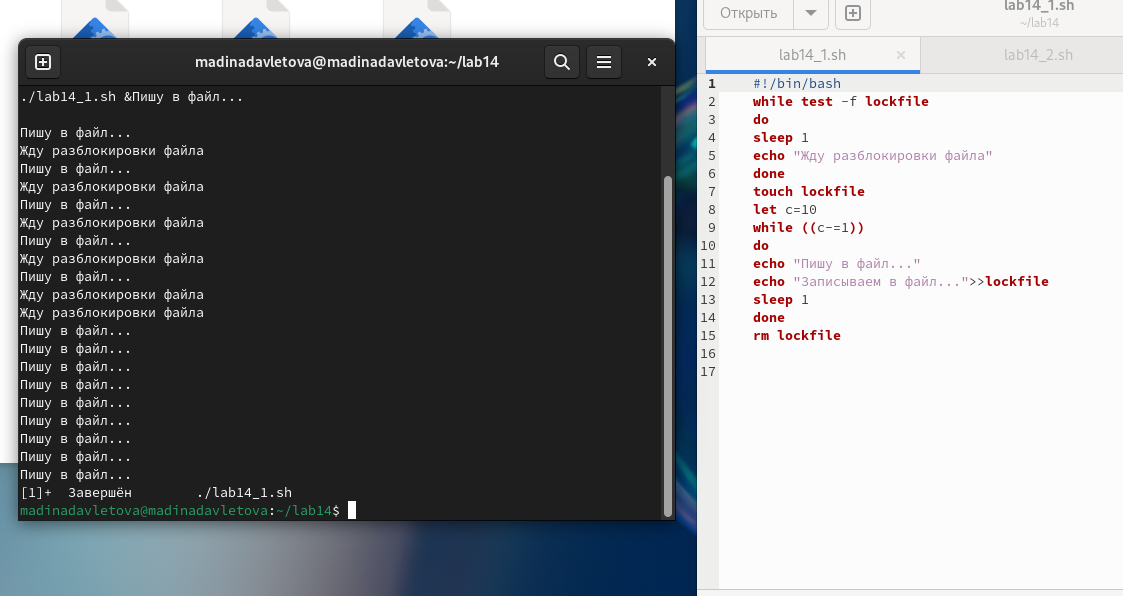 madinadavletova@madinadavletova:~/lab14
./lab14_1.sh &Пишу в файл...
Пишу в файл...
Жду разблокировки файла
Пишу в файл...
Жду разблокировки файла
Пишу в файл...
Жду разблокировки файла
Пишу в файл...
Жду разблокировки файла
Пишу в файл...
Жду разблокировки файла
Жду разблокировки файла
Пишу в файл...
Пишу в файл...
Пишу в файл...
Пишу в файл...
Пишу в файл...
Пишу в файл...
Пишу в файл...
Пишу в файл...
Пишу в файл...
[1]+  Завершён        ./lab14_1.sh
madinadavletova@madinadavletova:~/lab14$
Открыть
lab14_1.sh
~/lab14
lab14_1.sh ×
lab14_2.sh
1 #!/bin/bash
2 while test -f lockfile
3 do
4 sleep 1
5 echo "Жду разблокировки файла"
6 done
7 touch lockfile
8 let c=10
9 while ((c-=1))
10 do
11 echo "Пишу в файл..."
12 echo "Записываем в файл...">>lockfile
13 sleep 1
14 done
15 rm lockfile
16
17